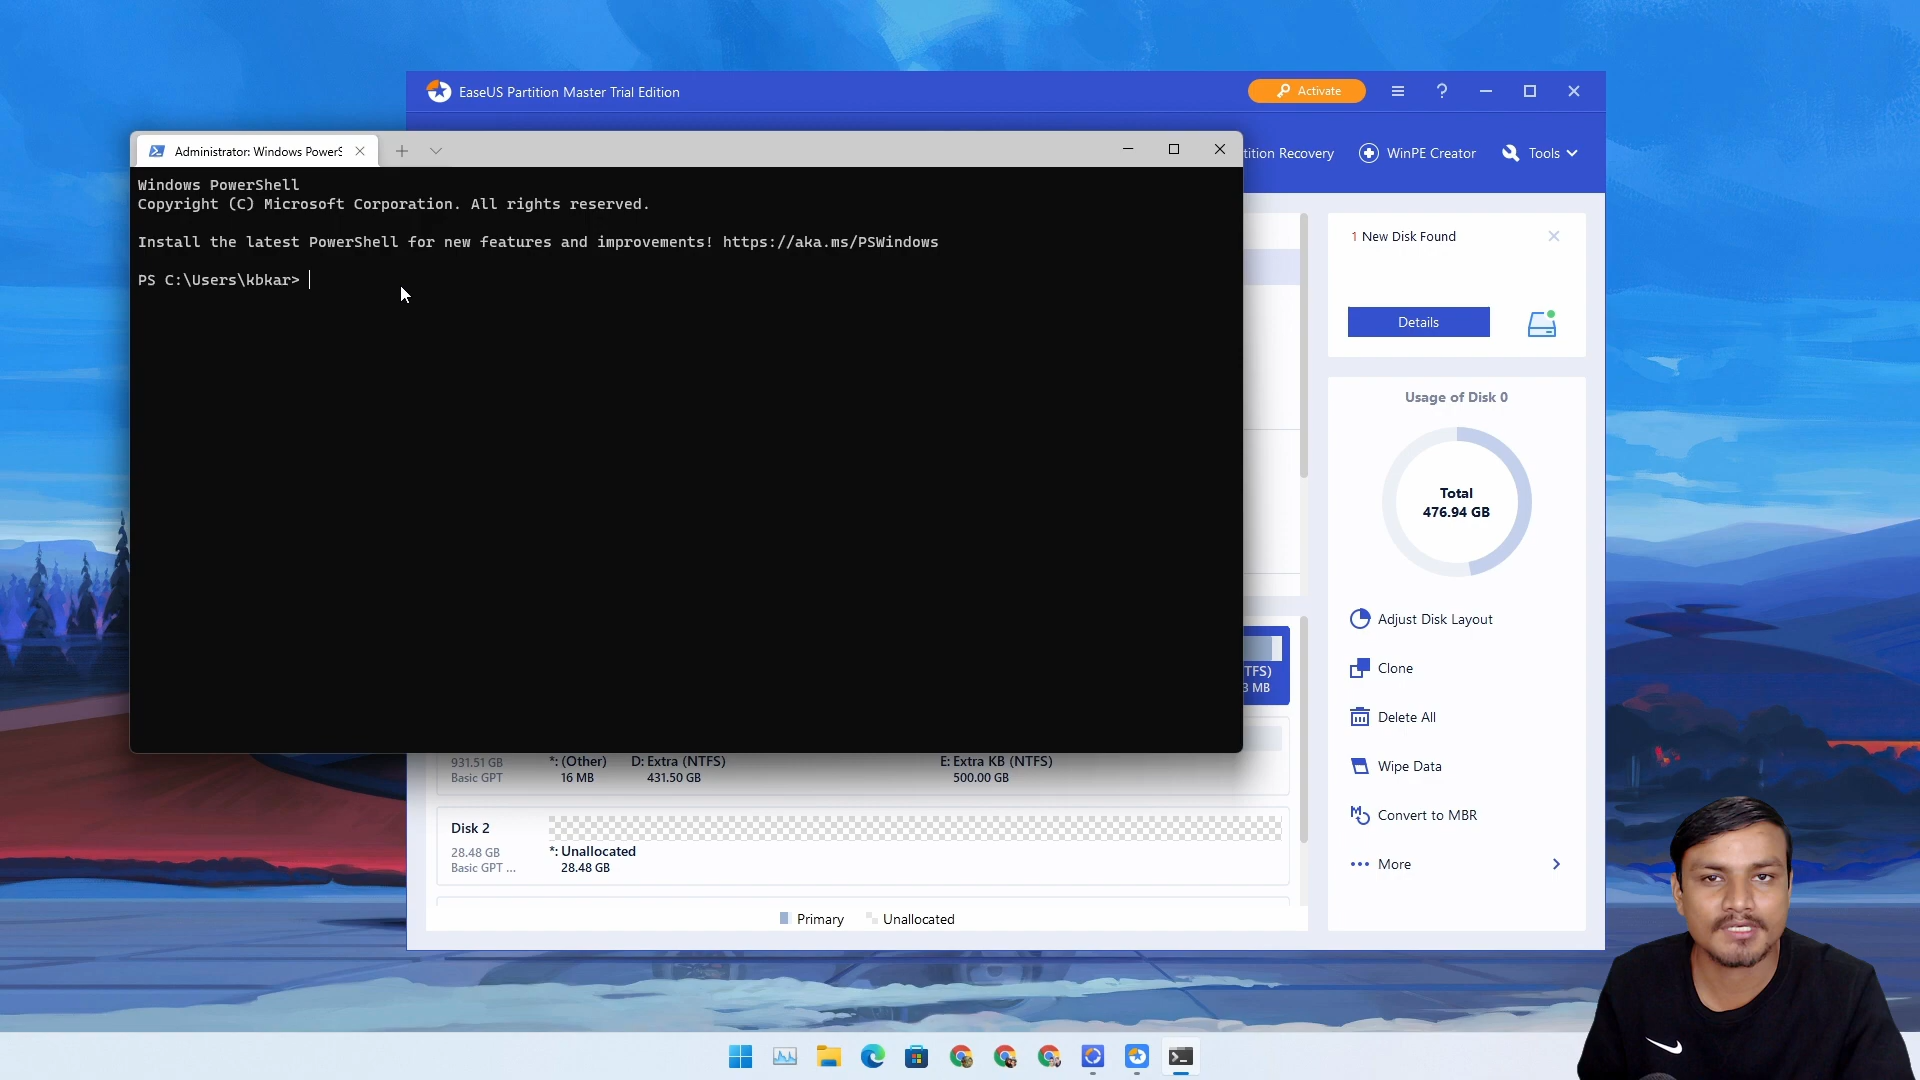 EaseUS Partition Master Trial Edition
Activate
Administrator: Windows PowerS
tition Recovery
WinPE Creator
Tools
Windows PowerShell
Copyright (C) Microsoft Corporation. All rights reserved.
Install the latest PowerShell for new features and improvements! https://aka.ms/PSWindows
PS C:\Users\kbkar>
1 New Disk Found
Details
Usage of Disk 0
Total
476.94 GB
Adjust Disk Layout
Clone
Delete All
Wipe Data
Convert to MBR
More
TFS)
3 MB
931.51 GB
Basic GPT
*: (Other)
16 MB
D: Extra (NTFS)
431.50 GB
E: Extra KB (NTFS)
500.00 GB
Disk 2
28.48 GB
Basic GPT ...
*: Unallocated
28.48 GB
Primary
Unallocated